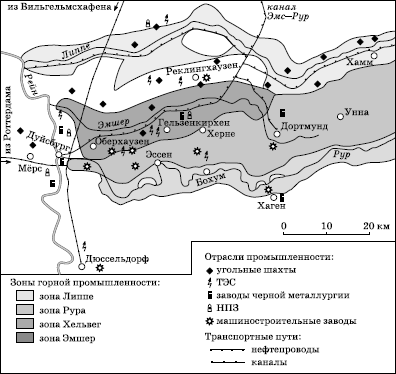 из Вильгельмсхафена
канал
Эмс—Рур
Липпе
Хамм
Рейн
Реклингхаузен
из Роттердама
Эмшер
Гельзенкирхен
Унна
Дуйсбург
Оберхаузен
Херне
Дортмунд
Мёрс
Эссен
Рур
Бохум
Хаген
0 10 20 км
Дюссельдорф
Зоны горной промышленности:
зона Липпе
зона Рура
зона Хельвег
зона Эмшер
Отрасли промышленности:
угольные шахты
ТЭС
заводы черной металлургии
НПЗ
машиностроительные заводы
Транспортные пути:
нефтепроводы
каналы